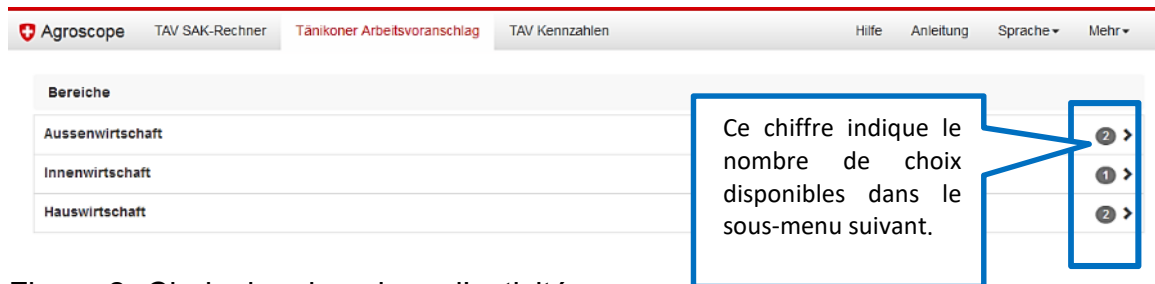 Agroscope TAV SAK-Rechner Tänikoner Arbeitsvoranschlag TAV Kennzahlen Hilfe Anleitung Sprache Mehr
Bereiche
Aussenwirtschaft 2
Innenwirtschaft 1
Hauswirtschaft 2
Ce chiffre indique le
nombre de choix
disponibles dans le
sous-menu suivant.